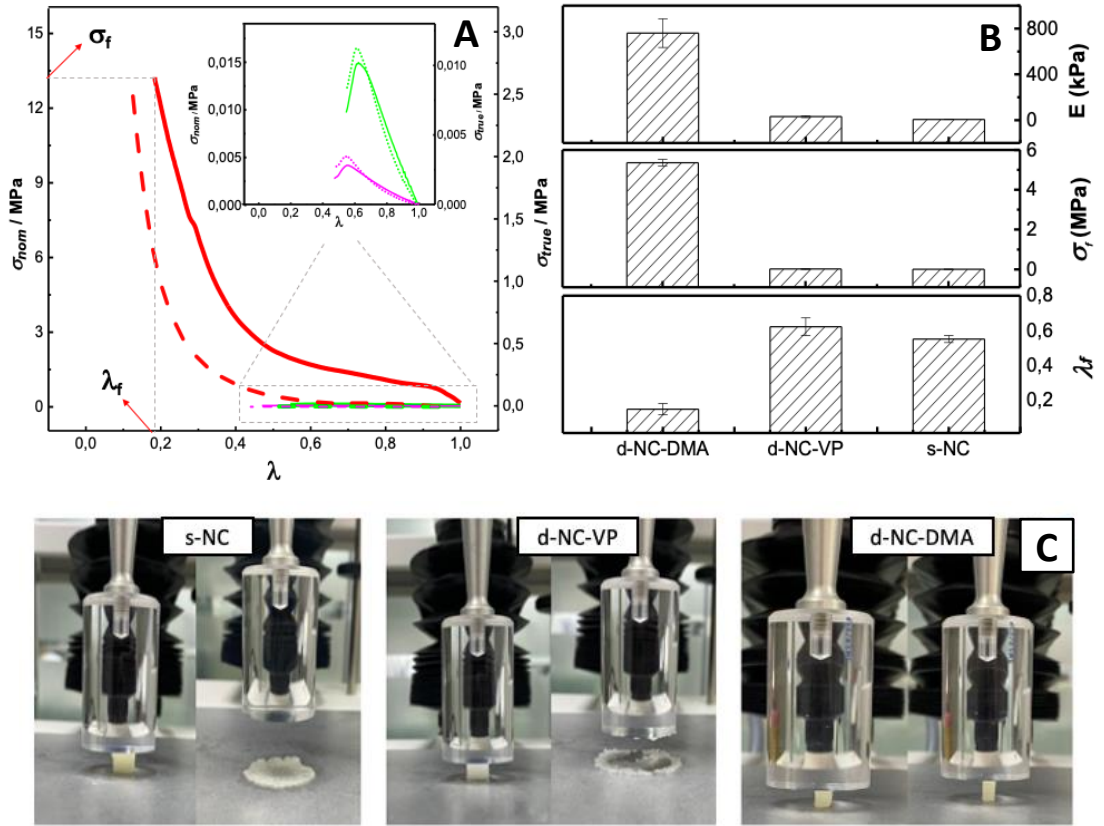 A
σf
λf
σnom / MPa
15
12
9
6
3
0
0,0
0,2
0,4
0,6
0,8
1,0
λ
σtrue / MPa
3,0
2,5
2,0
1,5
1,0
0,5
0,0
σnom / MPa
0,015
0,010
0,005
0,000
0,0
0,2
0,4
0,6
0,8
1,0
λ
σtrue / MPa
0,010
0,005
0,000
B
800
400
0
E (kPa)
6
4
2
0
σf (MPa)
0,8
0,6
0,4
0,2
λf
d-NC-DMA
d-NC-VP
s-NC
s-NC
d-NC-VP
d-NC-DMA
C